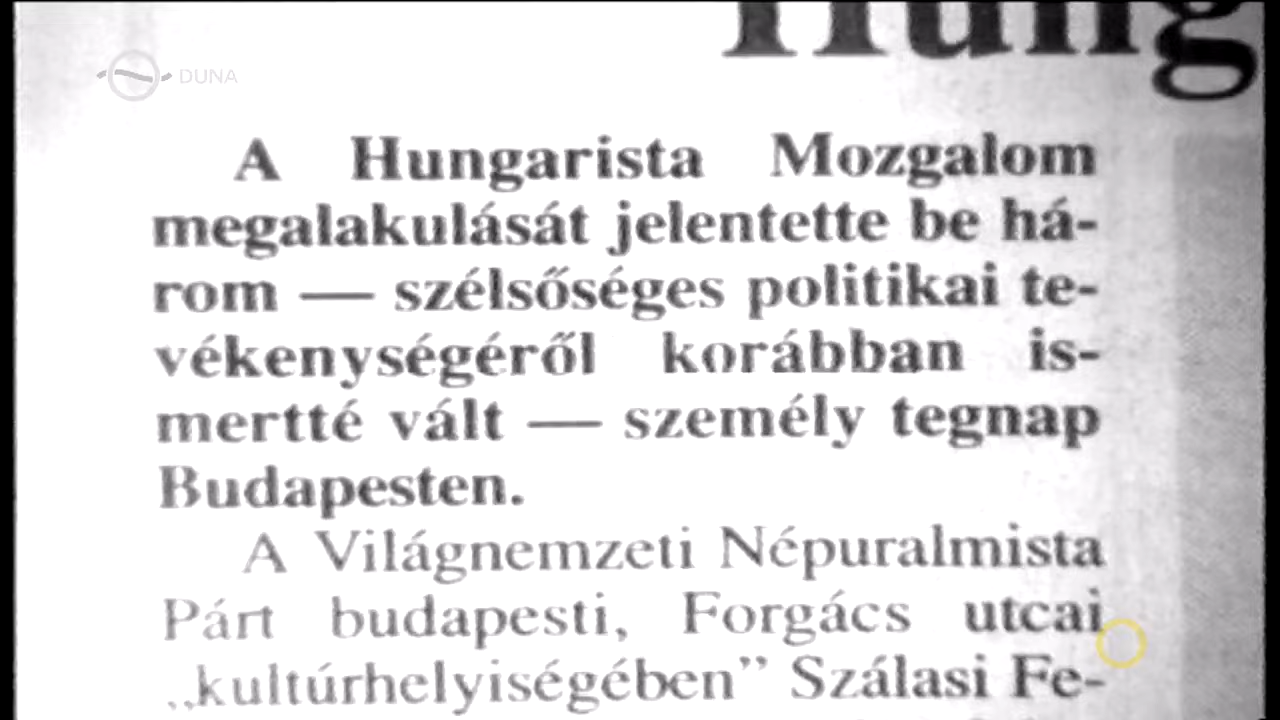 Hung
DUNA
A Hungarista Mozgalom
megalakulását jelentette be há-
rom — szélsőséges politikai te-
vékenységéről korábban is-
mertté vált — személy tegnap
Budapesten.
A Világnemzeti Népuralmista
Párt budapesti, Forgács utcai
„kultúrhelyiségében” Szálasi Fe-